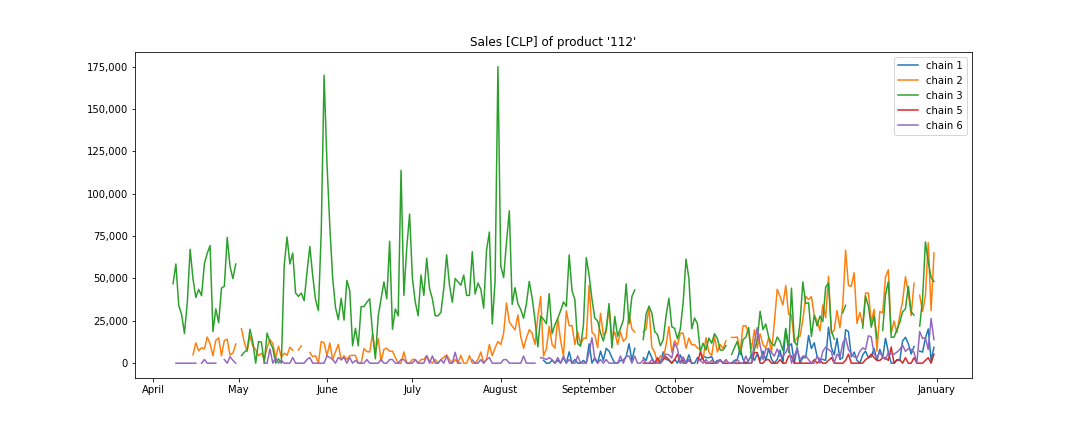 Sales [CLP] of product '112'
175,000
150,000
125,000
100,000
75,000
50,000
25,000
0
chain 1
chain 2
chain 3
chain 5
chain 6
April May June July August September October November December January